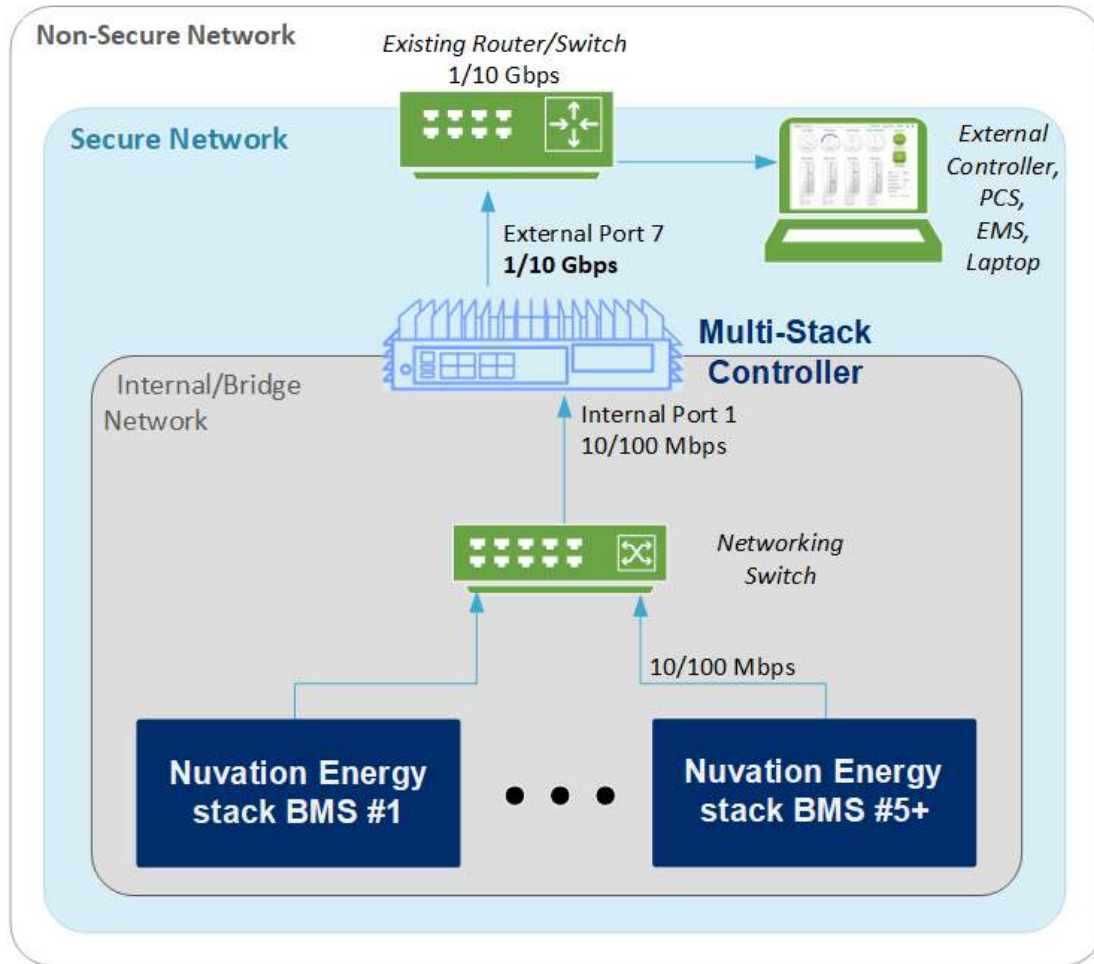 Non-Secure Network
Existing Router/Switch
1/10 Gbps
Secure Network
External
Controller,
PCS,
EMS,
Laptop
External Port 7
1/10 Gbps
Multi-Stack
Controller
Internal/Bridge
Network
Internal Port 1
10/100 Mbps
Networking
Switch
10/100 Mbps
Nuvation Energy
stack BMS #1
Nuvation Energy
stack BMS #5+